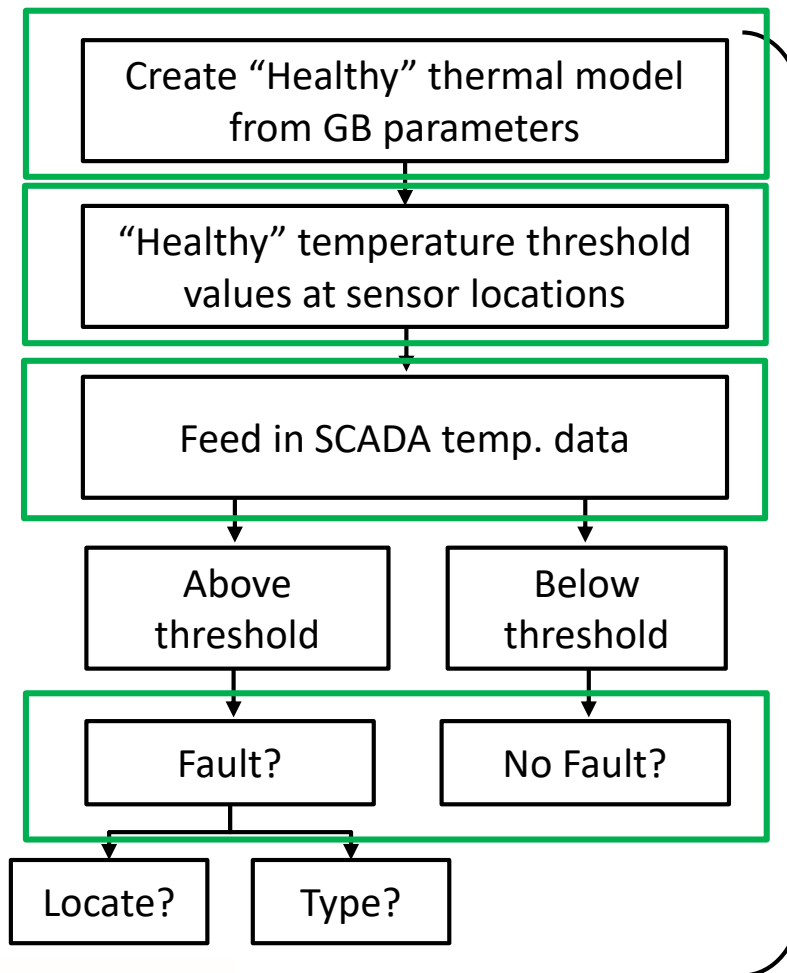 Create “Healthy” thermal model
from GB parameters
“Healthy” temperature threshold
values at sensor locations
Feed in SCADA temp. data
Above
threshold
Below
threshold
Fault?
No Fault?
Locate?
Type?